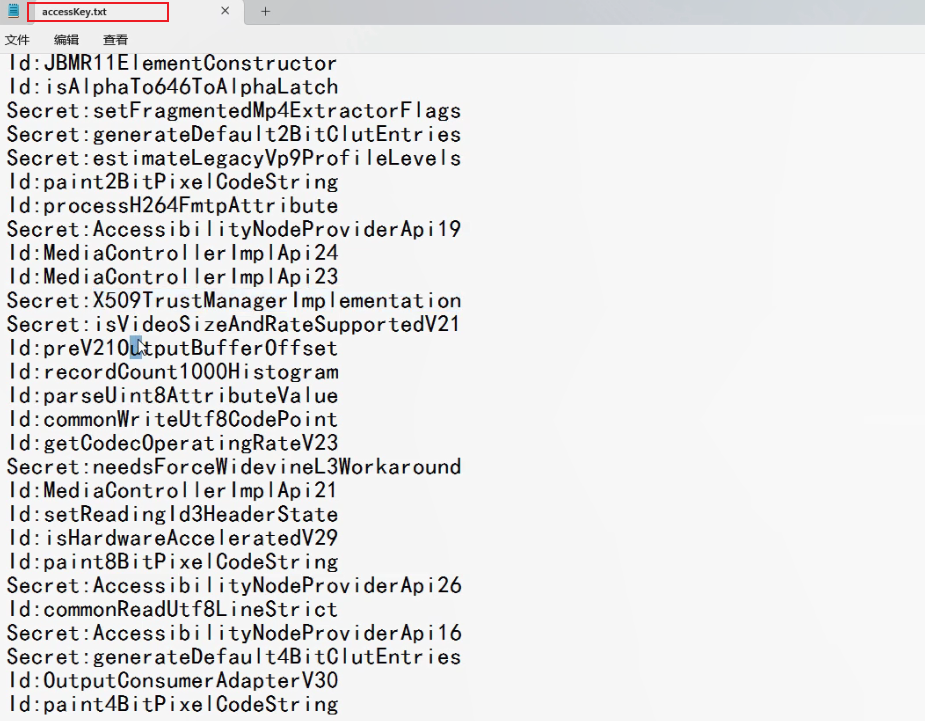 accessKey.txt
文件 编辑 查看
Id:JBMR11ElementConstructor
Id:isAlphaTo646ToAlphaLatch
Secret:setFragmentedMp4ExtractorFlags
Secret:generateDefault2BitClutEntries
Secret:estimateLegacyVp9ProfileLevels
Id:paint2BitPixelCodeString
Id:processH264FmtpAttribute
Secret:AccessibilityNodeProviderApi19
Id:MediaControllerImplApi24
Id:MediaControllerImplApi23
Secret:X509TrustManagerImplementation
Secret:isVideoSizeAndRateSupportedV21
Id:preV21OutputBufferOffset
Id:recordCount1000Histogram
Id:parseUint8AttributeValue
Id:commonWriteUtf8CodePoint
Id:getCodecOperatingRateV23
Secret:needsForceWidevineL3Workaround
Id:MediaControllerImplApi21
Id:setReadingId3HeaderState
Id:isHardwareAcceleratedV29
Id:paint8BitPixelCodeString
Secret:AccessibilityNodeProviderApi26
Id:commonReadUtf8LineStrict
Secret:AccessibilityNodeProviderApi16
Secret:generateDefault4BitClutEntries
Id:OutputConsumerAdapterV30
Id:paint4BitPixelCodeString